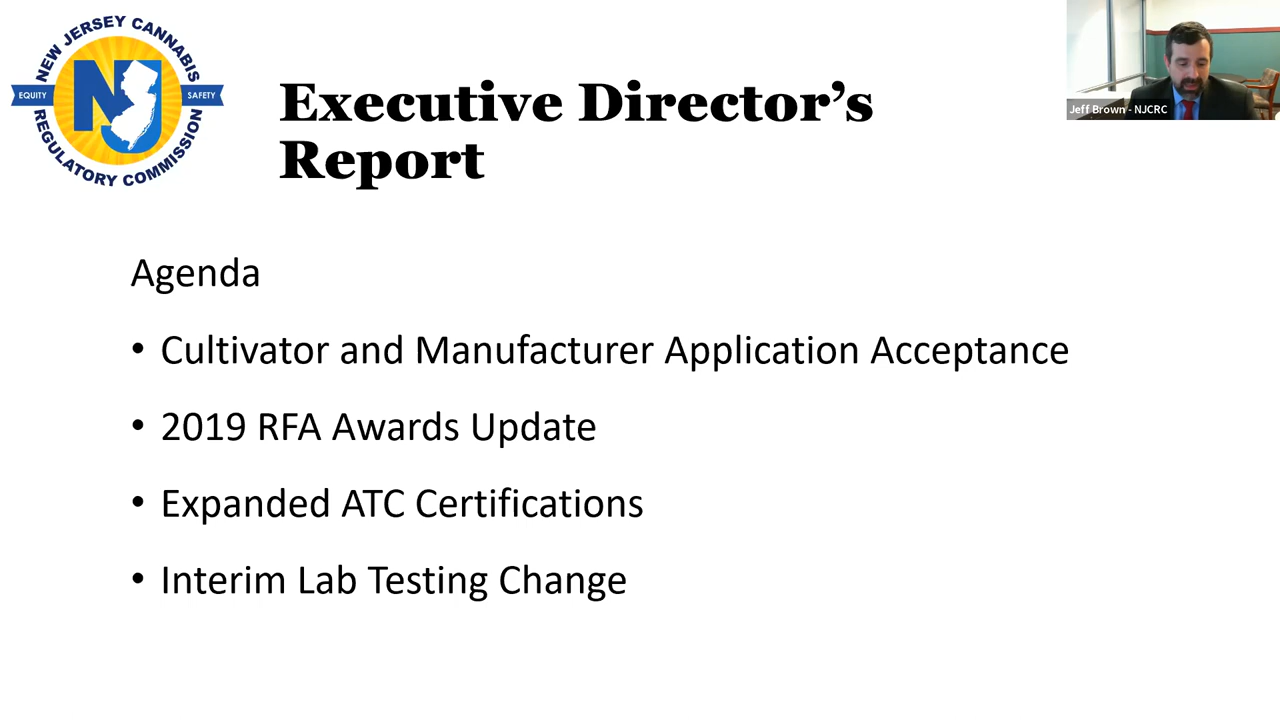 NEW JERSEY CANNABIS
EQUITY
NJ
SAFETY
REGULATORY COMMISSION
Executive Director’s
Report
Jeff Brown - NJCRC
Agenda
• Cultivator and Manufacturer Application Acceptance
• 2019 RFA Awards Update
• Expanded ATC Certifications
• Interim Lab Testing Change